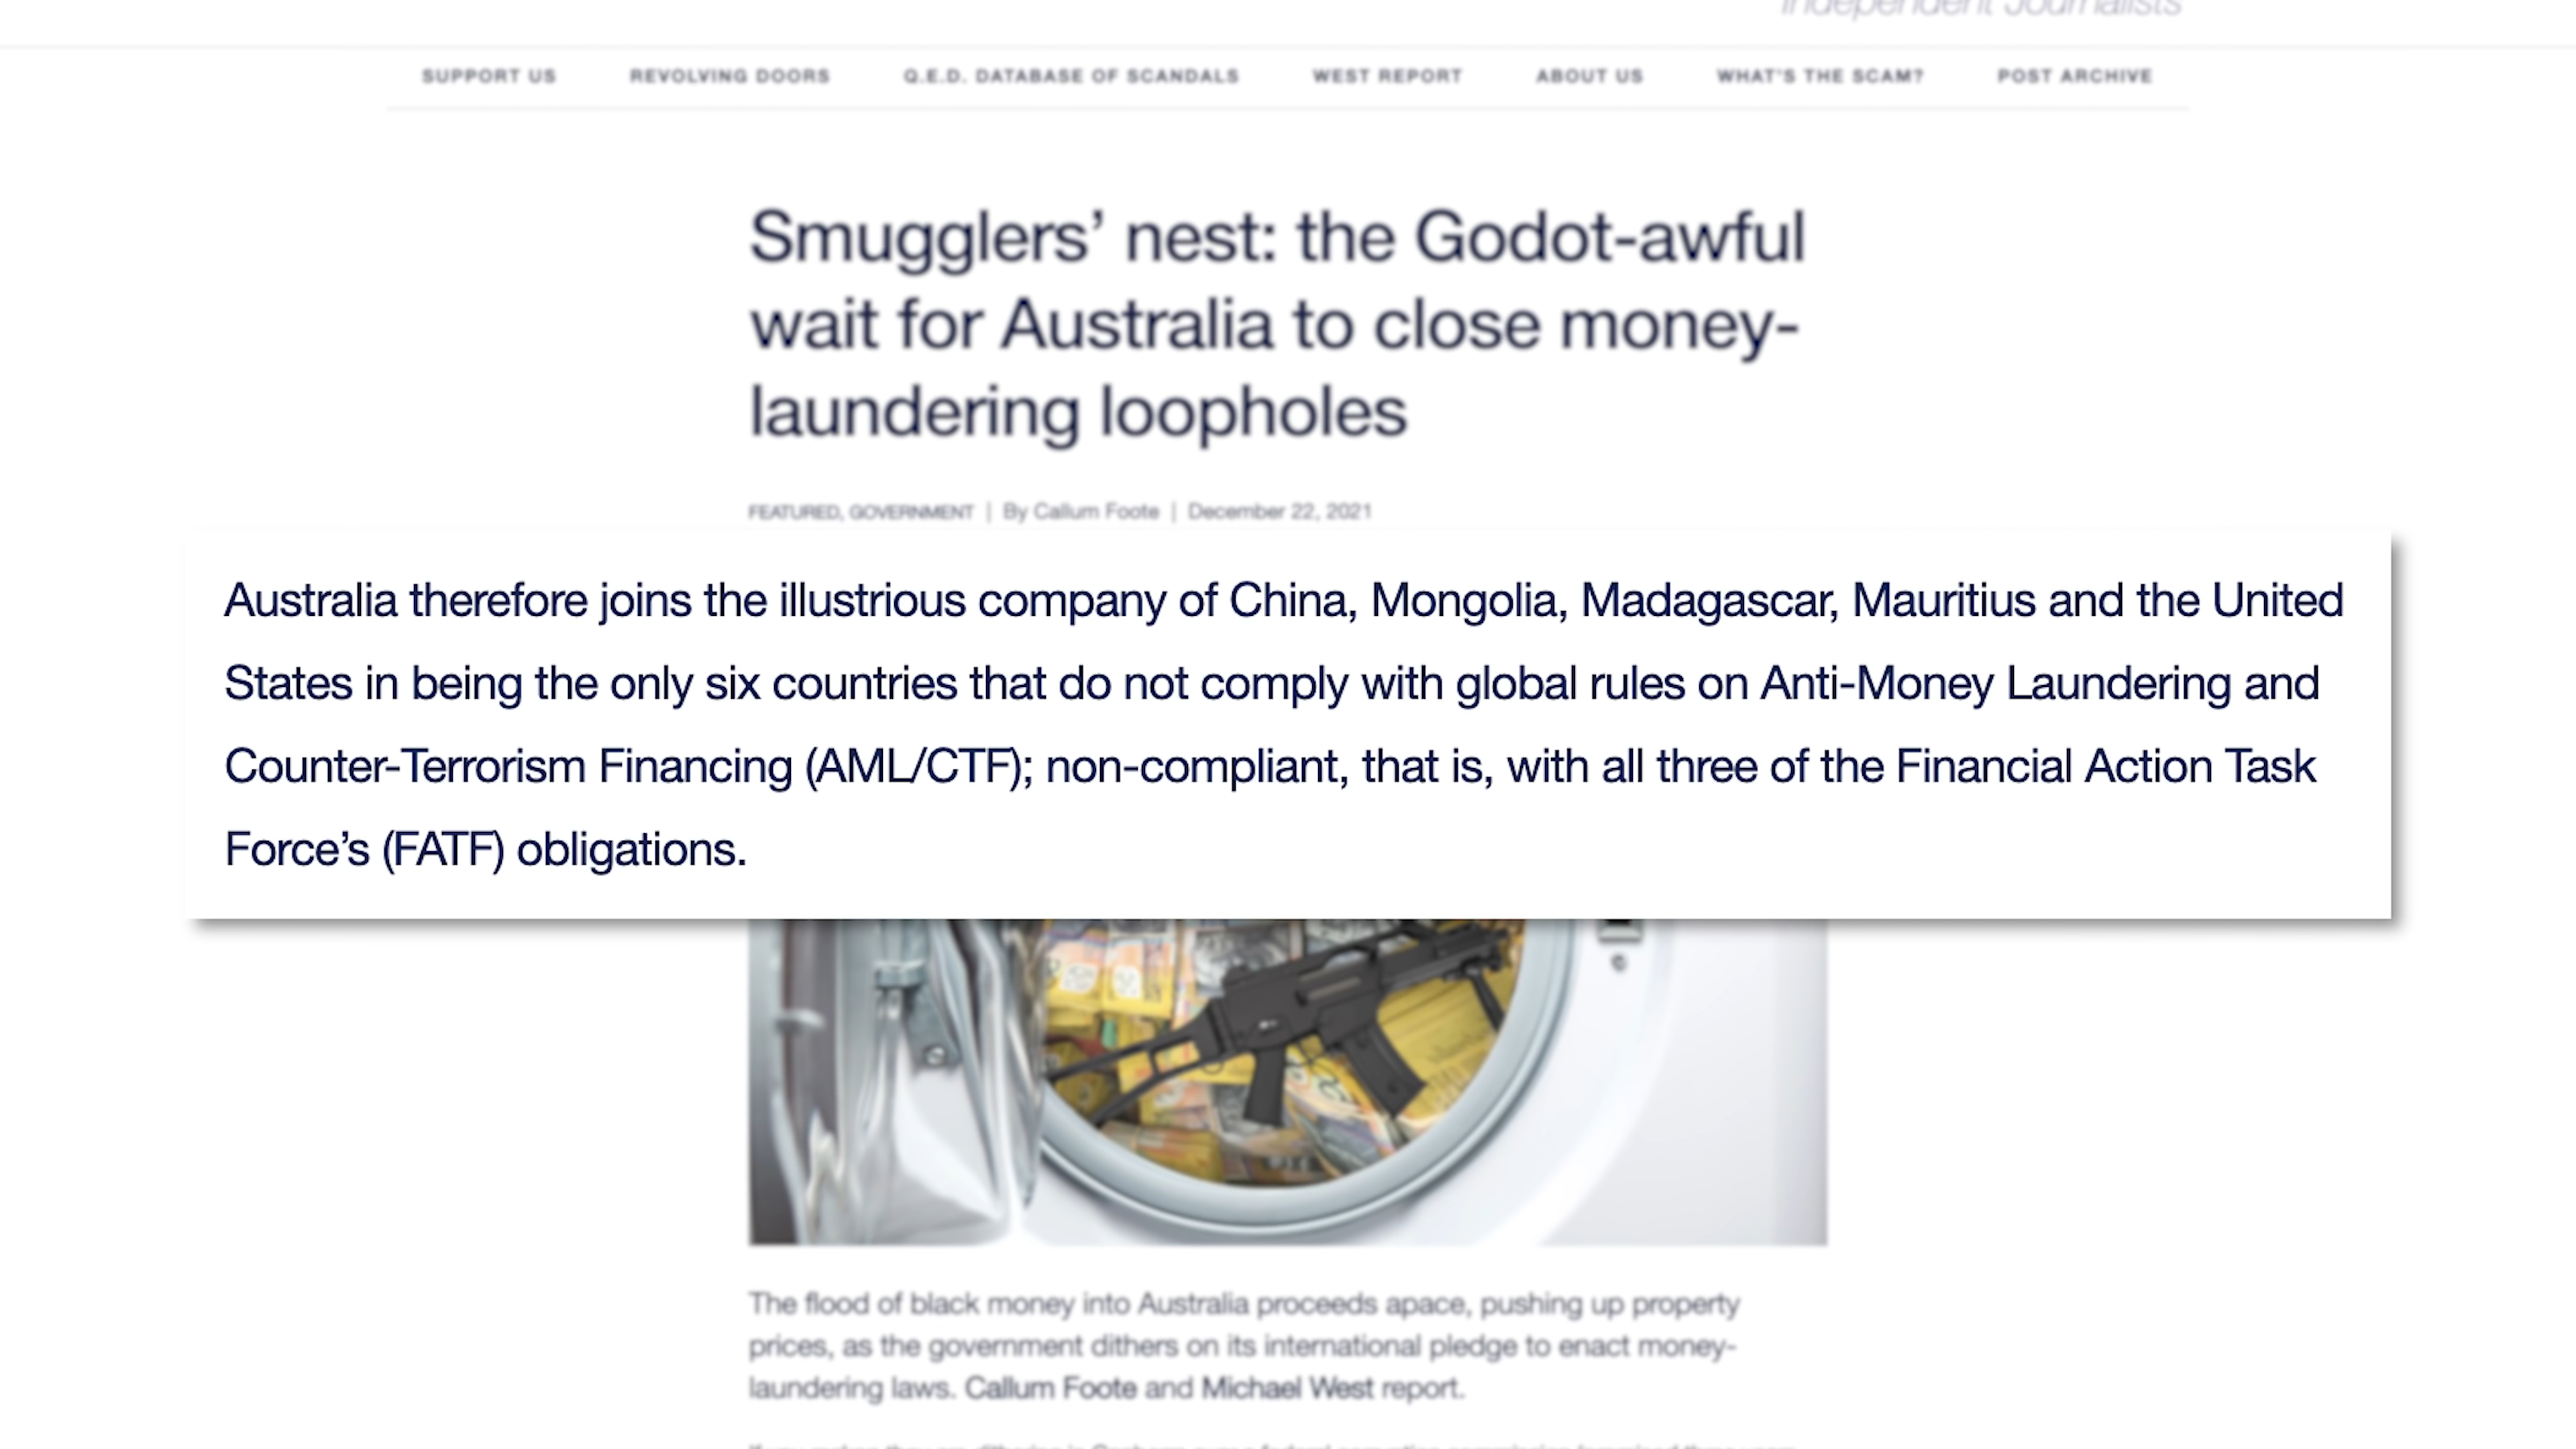 Independent Journalists
SUPPORT US REVOLVING DOORS Q.E.D. DATABASE OF SCANDALS WEST REPORT ABOUT US WHAT'S THE SCAM? POST ARCHIVE
Smugglers’ nest: the Godot-awful
wait for Australia to close money-
laundering loopholes
FEATURED, GOVERNMENT | By Callum Foote | December 22, 2021
Australia therefore joins the illustrious company of China, Mongolia, Madagascar, Mauritius and the United
States in being the only six countries that do not comply with global rules on Anti-Money Laundering and
Counter-Terrorism Financing (AML/CTF); non-compliant, that is, with all three of the Financial Action Task
Force’s (FATF) obligations.
The flood of black money into Australia proceeds apace, pushing up property
prices, as the government dithers on its international pledge to enact money-
laundering laws. Callum Foote and Michael West report.